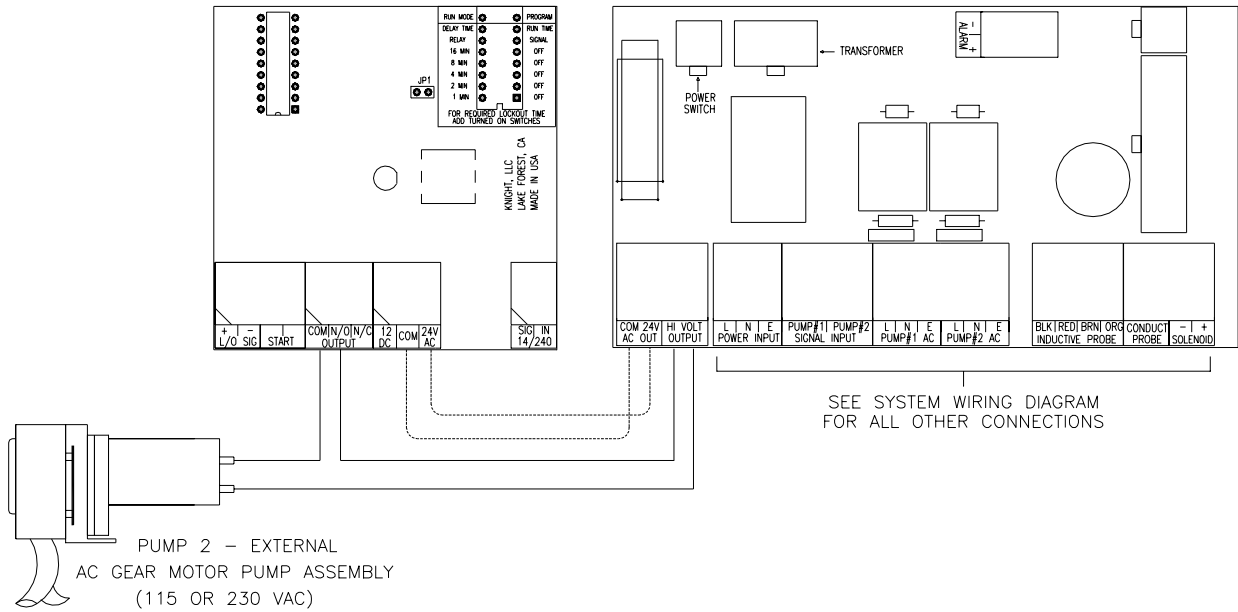 RUN MODE PROGRAM
DELAY TIME RUN TIME
RELAY SIGNAL
16 MIN OFF
8 MIN OFF
4 MIN OFF
2 MIN OFF
1 MIN OFF
FOR REQUIRED LOCKOUT TIME
ADD TURNED ON SWITCHES
JP1
KNIGHT, LLC
LAKE FOREST, CA
MADE IN USA
+ -
L/O SIG START
COM N/O N/C
OUTPUT
12
DC
COM
24V
AC
SIG IN
14/240
POWER
SWITCH
TRANSFORMER
- +
ALARM
COM 24V
AC OUT
HI VOLT
OUTPUT
L N E
POWER INPUT
PUMP#1 PUMP#2
SIGNAL INPUT
L N E
PUMP#1 AC
L N E
PUMP#2 AC
BLK RED BRN ORG
INDUCTIVE PROBE
CONDUCT
PROBE
- +
SOLENOID
SEE SYSTEM WIRING DIAGRAM
FOR ALL OTHER CONNECTIONS
PUMP 2 - EXTERNAL
AC GEAR MOTOR PUMP ASSEMBLY
(115 OR 230 VAC)